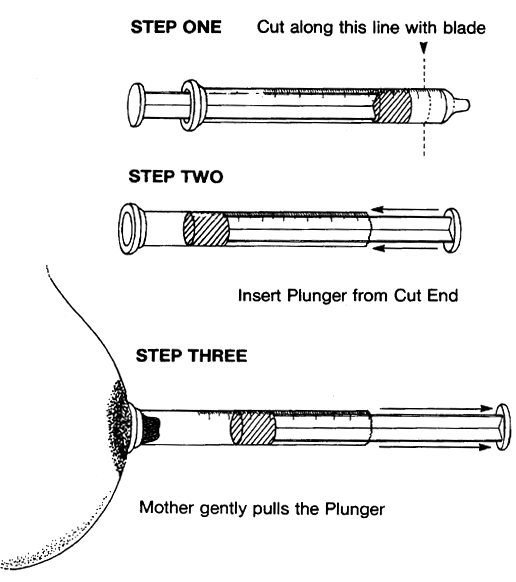 STEP ONE
Cut along this line with blade
STEP TWO
Insert Plunger from Cut End
STEP THREE
Mother gently pulls the Plunger